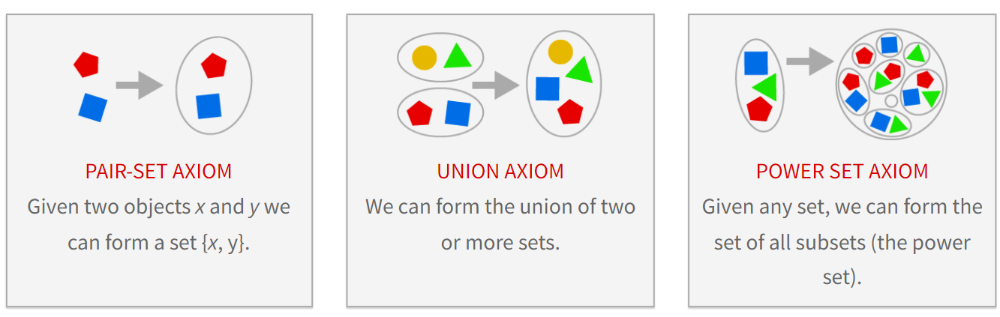 PAIR-SET AXIOM
Given two objects x and y we
can form a set {x, y}.
UNION AXIOM
We can form the union of two
or more sets.
POWER SET AXIOM
Given any set, we can form the
set of all subsets (the power
set).